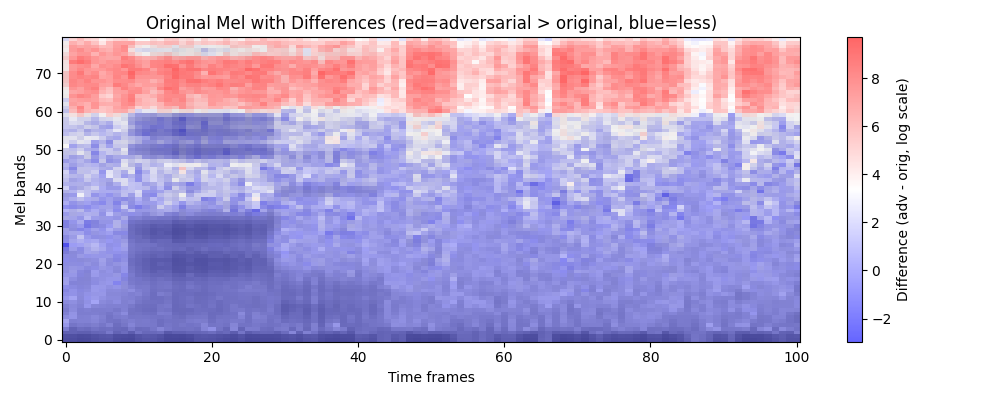 Original Mel with Differences (red=adversarial > original, blue=less)
70
60
50
40
30
20
10
0
Mel bands
0 20 40 60 80 100
Time frames
8
6
4
2
0
−2
Difference (adv - orig, log scale)